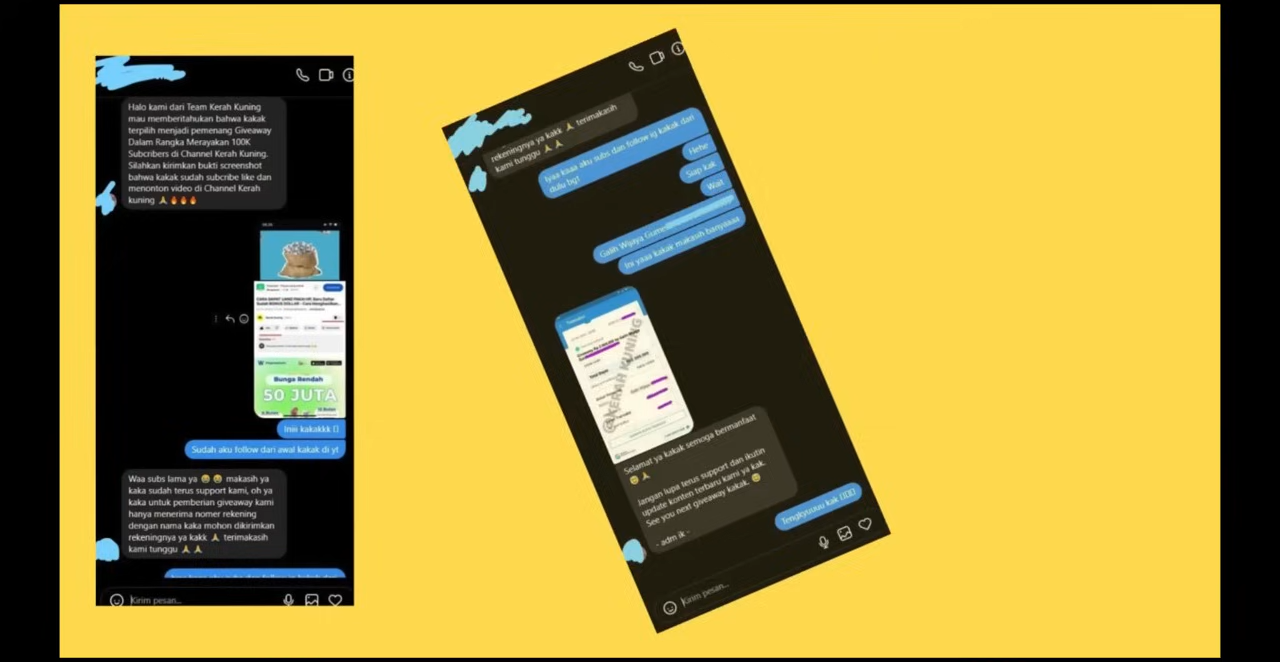 Halo kami dari Team Kerah Kuning
mau memberitahukan bahwa kakak
terpilih menjadi pemenang Giveaway
Dalam Rangka Merayakan 100K
Subcribers di Channel Kerah Kuning.
Silahkan kirimkan bukti screenshot
bahwa kakak sudah subcribe like dan
menonton video di Channel Kerah
kuning 🙏🔥🔥🔥
Bunga Rendah
50 JUTA
Iniii kakakkk
Sudah aku follow dari awal kakak di yt
Waa subs lama ya 😭 😭 makasih ya
kaka sudah terus support kami, oh ya
kaka untuk pemberian giveaway kami
hanya menerima nomer rekening
dengan nama kaka mohon dikirimkan
rekeningnya ya kakk 🙏 terimakasih
kami tunggu 🙏 🙏
Kirim pesan...
rekeningnya ya kakk 🙏 terimakasih
kami tunggu 🙏 🙏
Iyaa kaaa aku subs dan follow ig kakak dari
dulu bg!
Hehe
Siap kak
Wait
Galih Wijaya
Ini yaaa kakak makasih banyaaaa
@KERAH KUNING
Selamat ya kakak semoga bermanfaat
😊 🙏
Jangan lupa terus support dan ikutin
update konten terbaru kami ya kak.
See you next giveaway kakak. 😊
- adm ik -
Tengkyuuuu kak
Kirim pesan...